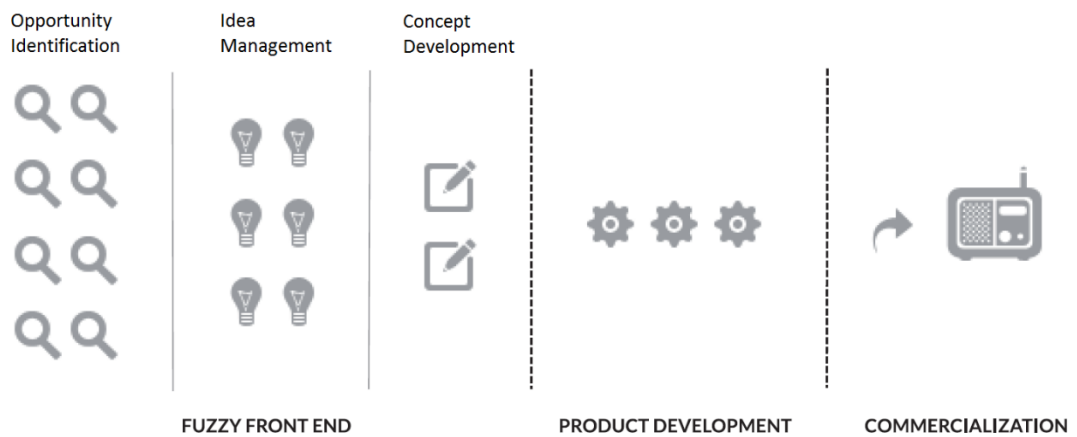 Opportunity
Identification
Idea
Management
Concept
Development
FUZZY FRONT END
PRODUCT DEVELOPMENT
COMMERCIALIZATION